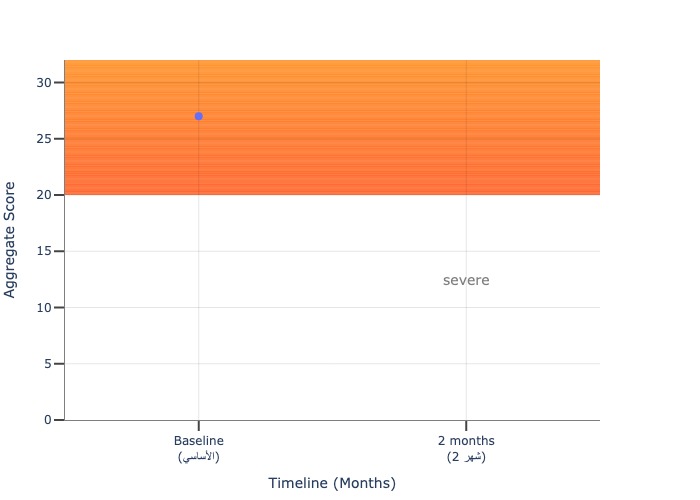 30
25
20
15
10
5
0
Aggregate Score
severe
Baseline
(الأساسي)
2 months
(2 شهر)
Timeline (Months)